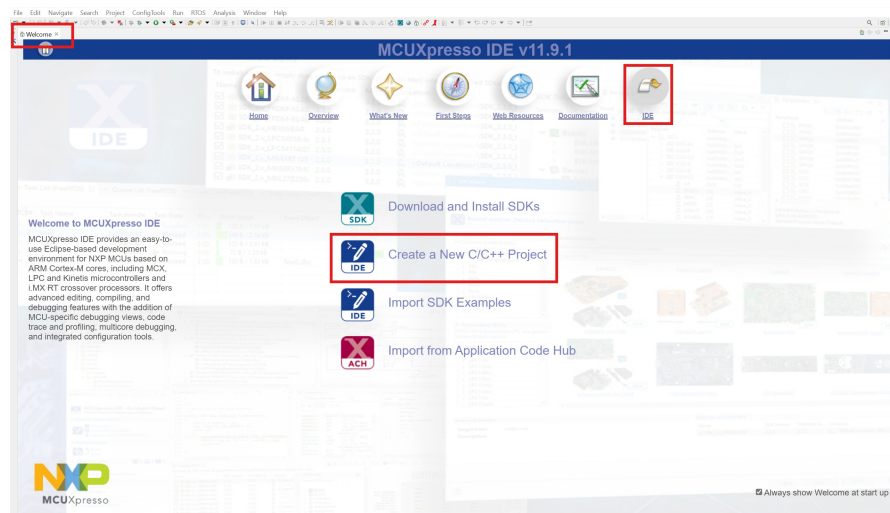 File Edit Navigate Search Project ConfigTools Run RTOS Analysis Window Help
Welcome ×
MCUXpresso IDE v11.9.1
Home
Overview
What's New
First Steps
Web Resources
Documentation
IDE
IDE
SDK
Download and Install SDKs
Welcome to MCUXpresso IDE
MCUXpresso IDE provides an easy-to-
use Eclipse-based development
environment for NXP MCUs based on
ARM Cortex-M cores, including MCX,
LPC and Kinetis microcontrollers and
i.MX RT crossover processors. It offers
advanced editing, compiling, and
debugging features with the addition of
MCU-specific debugging views, code
trace and profiling, multicore debugging,
and integrated configuration tools.
IDE
Create a New C/C++ Project
IDE
Import SDK Examples
ACH
Import from Application Code Hub
NXP
MCUXpresso
Always show Welcome at start up